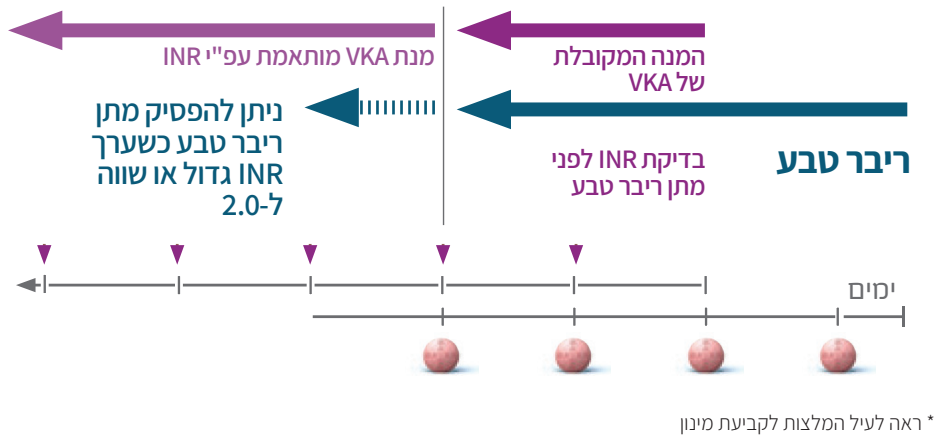 המנה המקובלת
של VKA
מנת VKA מותאמת עפ"י INR
ריבר טבע
בדיקת INR לפני
מתן ריבר טבע
ניתן להפסיק מתן
ריבר טבע כשערך
INR גדול או שווה
ל-2.0
ימים
* ראה לעיל המלצות לקביעת מינון